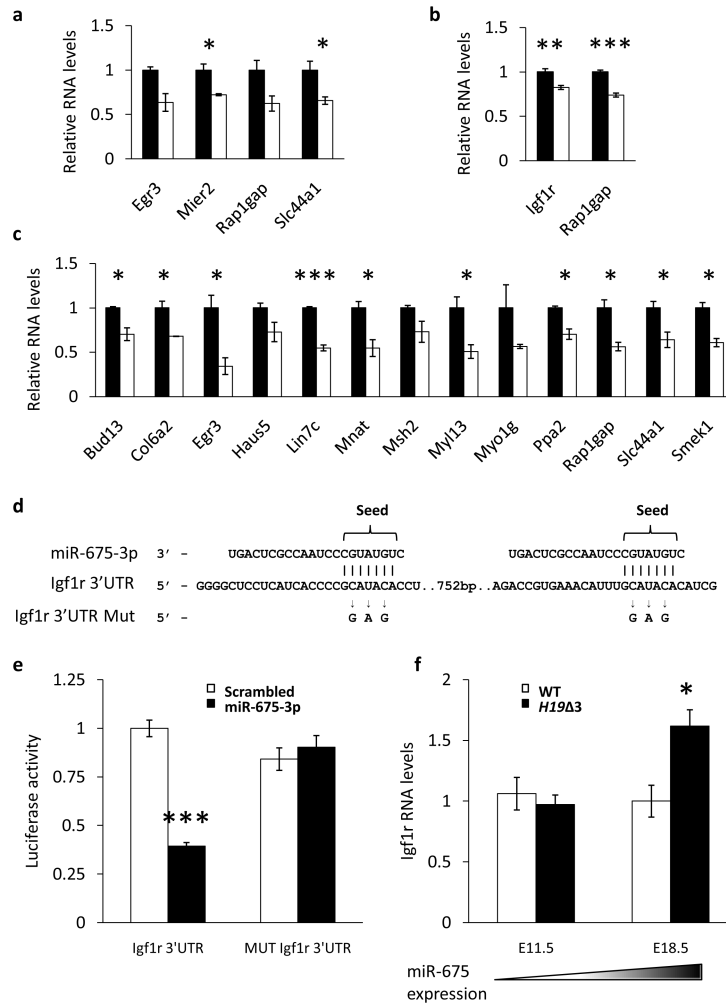 a
Relative RNA levels
1.5
1
0.5
0
*
*
Egr3
Mier2
Rap1gap
Slc44a1
b
Relative RNA levels
1.5
1
0.5
0
**
***
Igf1r
Rap1gap
c
Relative RNA levels
1.5
1
0.5
0
* * * *** * * * * * *
Bud13
Col6a2
Egr3
Haus5
Lin7c
Mnat
Msh2
Myl13
Myo1g
Ppa2
Rap1gap
Slc44a1
Smek1
d
Seed Seed
miR-675-3p 3′ - UGACUCGCCAAUCCCGUAUGUC UGACUCGCCAAUCCCGUAUGUC
Igf1r 3'UTR 5′ - GGGGCUCCUCAUCACCCCGCAUACACCU..752bp..AGACCGUGAAACAUUUGCAUACACAUCG
↓ ↓ ↓ ↓ ↓ ↓
Igf1r 3'UTR Mut 5′ - G A G G A G
e
Luciferase activity
1.25
1
0.75
0.5
0.25
0
Scrambled
miR-675-3p
***
Igf1r 3'UTR
MUT Igf1r 3'UTR
f
Igf1r RNA levels
2
1.5
1
0.5
0
WT
H19Δ3
*
E11.5
E18.5
miR-675
expression